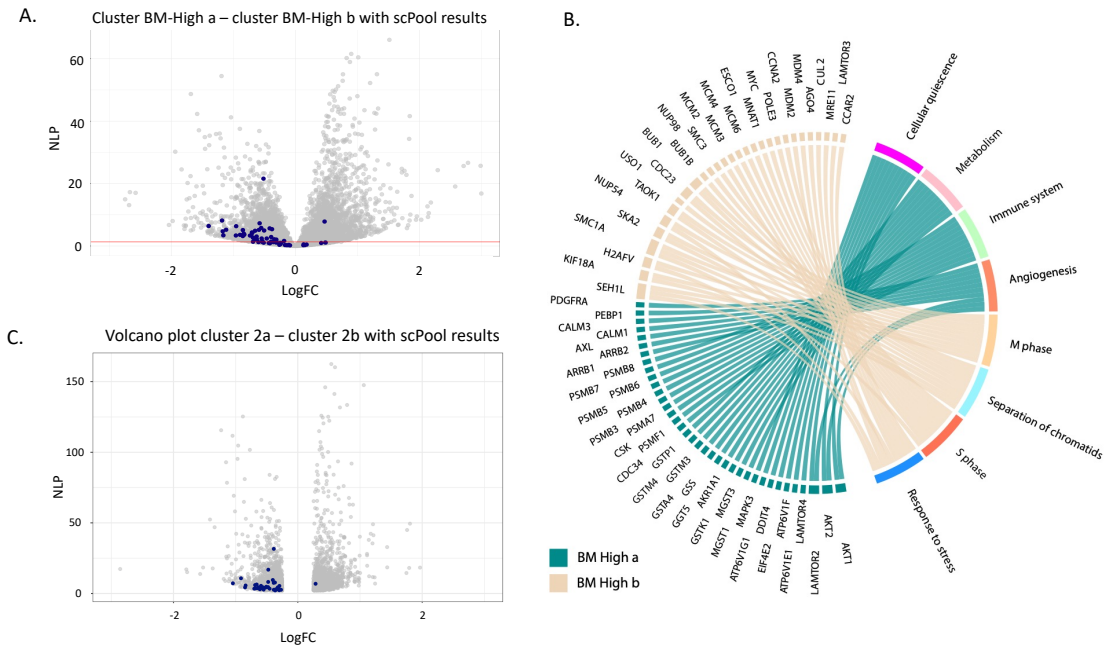 A.
Cluster BM-High a – cluster BM-High b with scPool results
NLP
60
40
20
0
-2
0
2
LogFC
B.
PDGFRA
SEH1L
KIF18A
H2AFV
SMC1A
SKA2
NUP54
TAOK1
USO1
CDC23
BUB1
BUB1B
NUP98
SMC3
MCM2
MCM3
MCM4
MCM6
ESCO1
MNAT1
MYC
POLE3
CCNA2
MDM2
MDM4
AGO4
CUL2
MRE11
LAMTOR3
CCAR2
Cellular quiescence
Metabolism
Immune system
Angiogenesis
M phase
Separation of chromatids
S phase
Response to stress
PEBP1
CALM3
CALM1
AXL
ARRB2
ARRB1
PSMB8
PSMB7
PSMB6
PSMB5
PSMB4
PSMB3
PSMA7
CSK
PSMF1
CDC34
GSTP1
GSTM4
GSTM3
GSTA4
GSS
GGT5
AKR1A1
GSTK1
MGST3
MGST1
MAPK3
ATP6V1G1
DDIT4
EIF4E2
ATP6V1F
ATP6V1E1
LAMTOR4
LAMTOR2
AKT2
AKT1
BM High a
BM High b
C.
Volcano plot cluster 2a – cluster 2b with scPool results
NLP
150
100
50
0
-2
0
2
LogFC